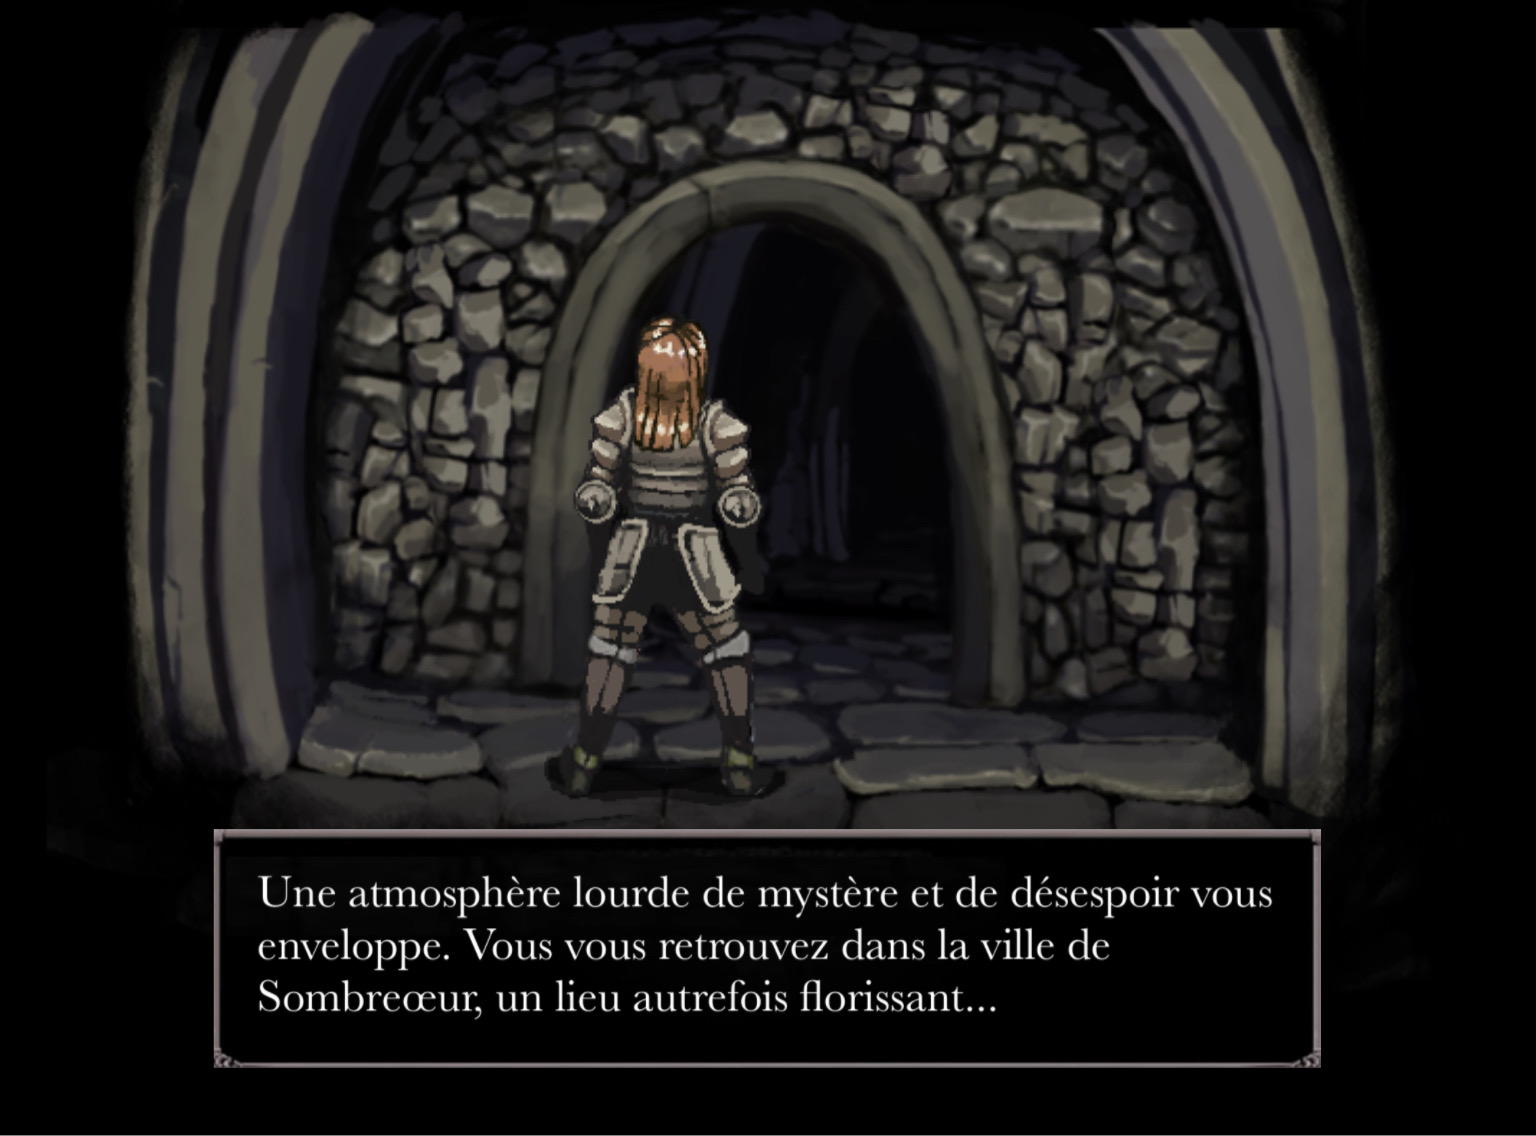 Une atmosphère lourde de mystère et de désespoir vous
enveloppe. Vous vous retrouvez dans la ville de
Sombreœur, un lieu autrefois florissant...